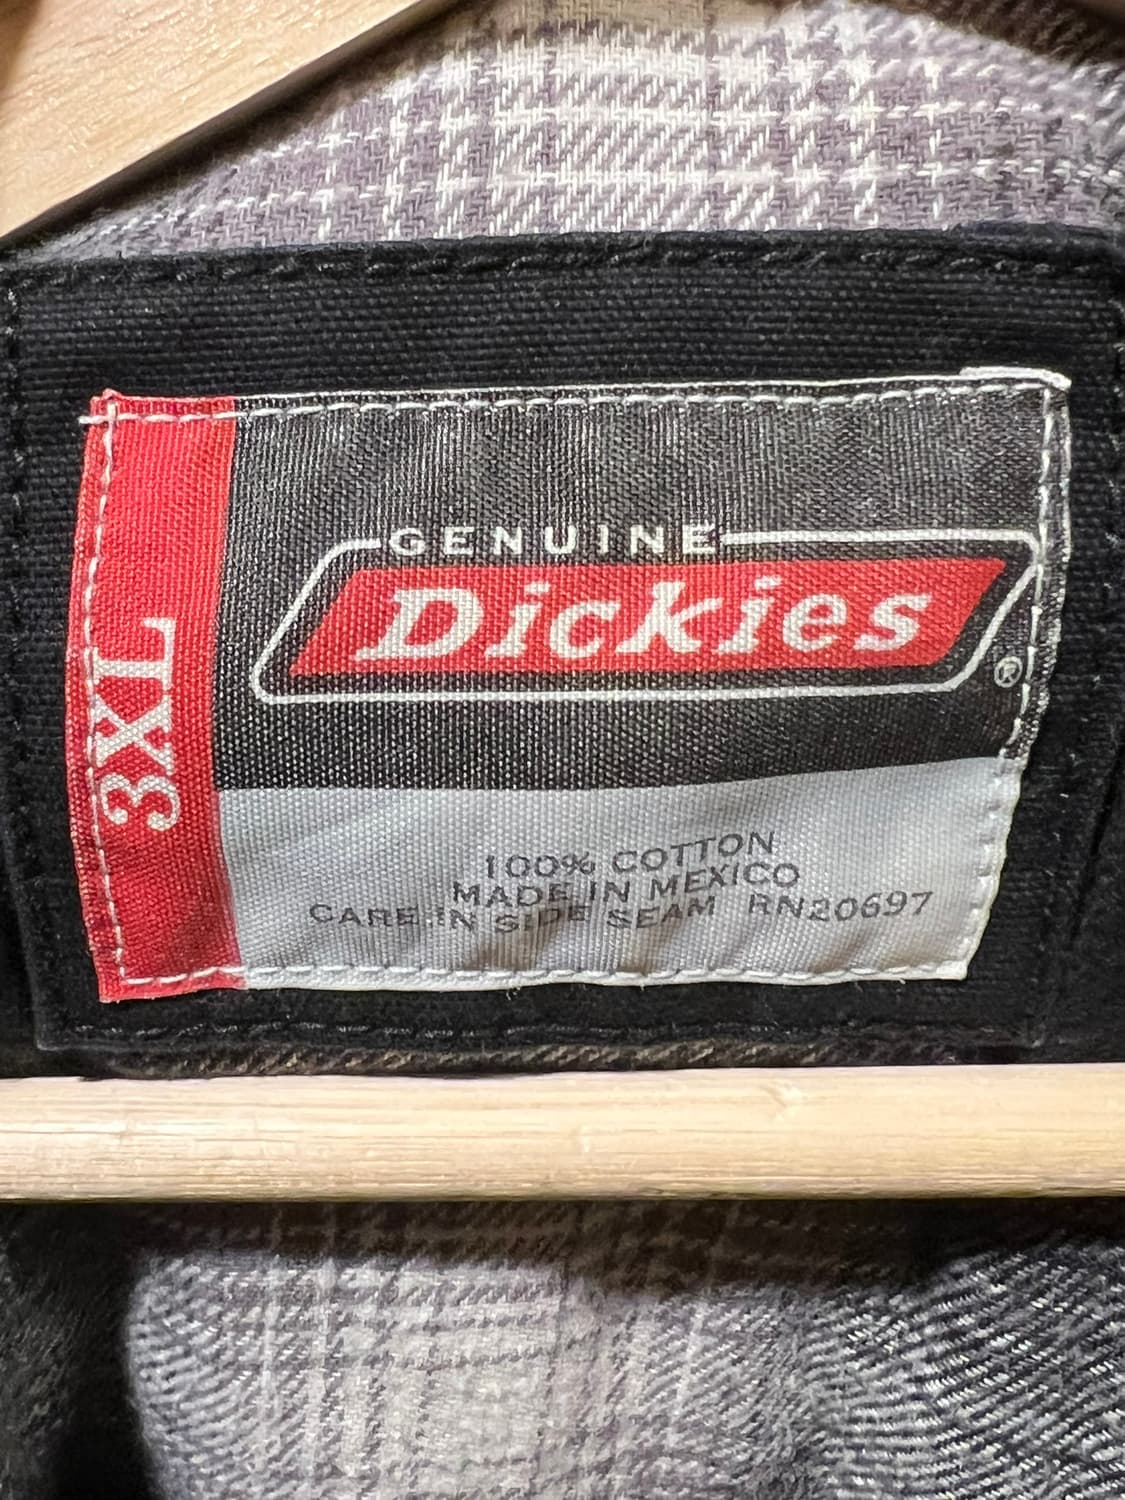 GENUINE
Dickies
®
3XL
100% COTTON
MADE IN MEXICO
CARE IN SIDE SEAM RN20697